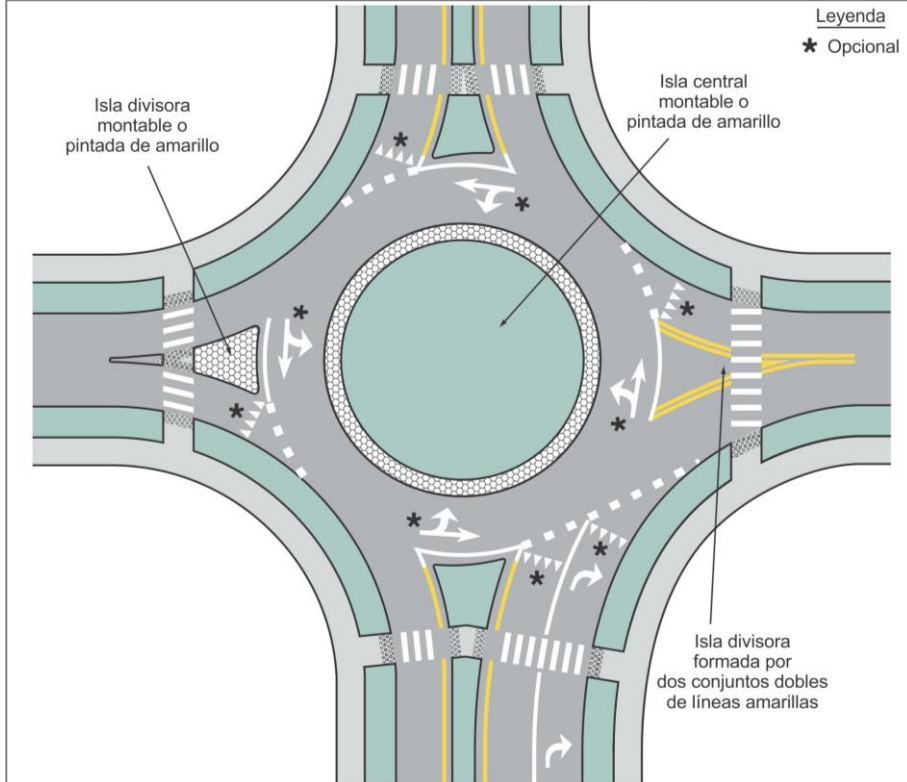 Leyenda
* Opcional
Isla divisora
montable o
pintada de amarillo
Isla central
montable o
pintada de amarillo
*
*
*
*
*
*
*
*
*
Isla divisora
formada por
dos conjuntos dobles
de líneas amarillas